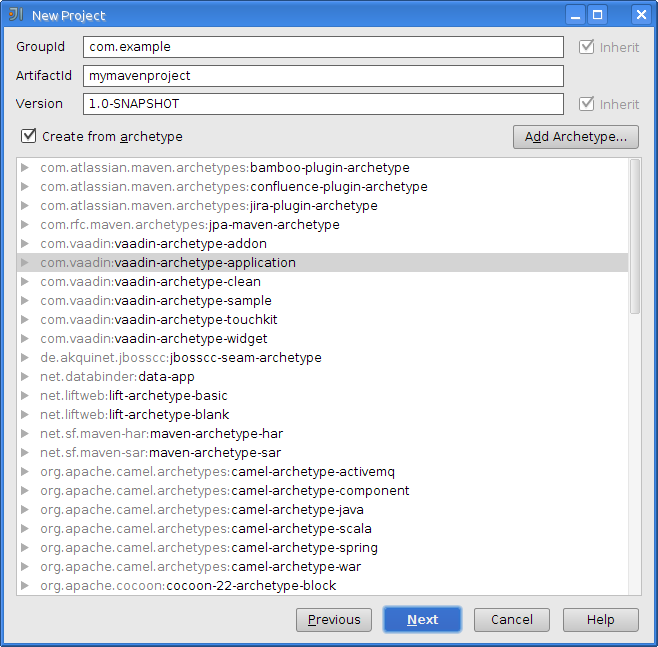 New Project
GroupId com.example Inherit
ArtifactId mymavenproject
Version 1.0-SNAPSHOT Inherit
Create from archetype Add Archetype...
com.atlassian.maven.archetypes:bamboo-plugin-archetype
com.atlassian.maven.archetypes:confluence-plugin-archetype
com.atlassian.maven.archetypes:jira-plugin-archetype
com.rfc.maven.archetypes:jpa-maven-archetype
com.vaadin:vaadin-archetype-addon
com.vaadin:vaadin-archetype-application
com.vaadin:vaadin-archetype-clean
com.vaadin:vaadin-archetype-sample
com.vaadin:vaadin-archetype-touchkit
com.vaadin:vaadin-archetype-widget
de.akquinet.jbosscc:jbosscc-seam-archetype
net.databinder:data-app
net.liftweb:lift-archetype-basic
net.liftweb:lift-archetype-blank
net.sf.maven-har:maven-archetype-har
net.sf.maven-sar:maven-archetype-sar
org.apache.camel.archetypes:camel-archetype-activemq
org.apache.camel.archetypes:camel-archetype-component
org.apache.camel.archetypes:camel-archetype-java
org.apache.camel.archetypes:camel-archetype-scala
org.apache.camel.archetypes:camel-archetype-spring
org.apache.camel.archetypes:camel-archetype-war
org.apache.cocoon:cocoon-22-archetype-block
Previous Next Cancel Help